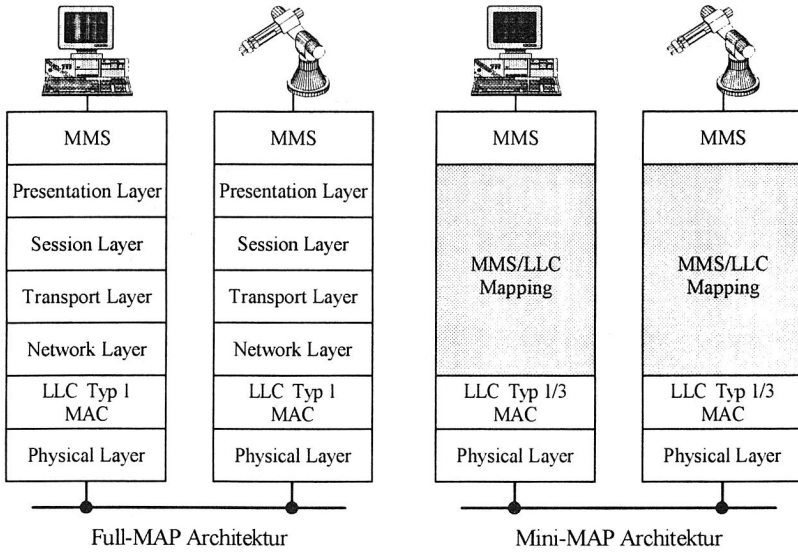 MMS
Presentation Layer
Session Layer
Transport Layer
Network Layer
LLC Typ 1
MAC
Physical Layer
MMS
Presentation Layer
Session Layer
Transport Layer
Network Layer
LLC Typ 1
MAC
Physical Layer
Full-MAP Architektur
MMS
MMS/LLC
Mapping
LLC Typ 1/3
MAC
Physical Layer
MMS
MMS/LLC
Mapping
LLC Typ 1/3
MAC
Physical Layer
Mini-MAP Architektur